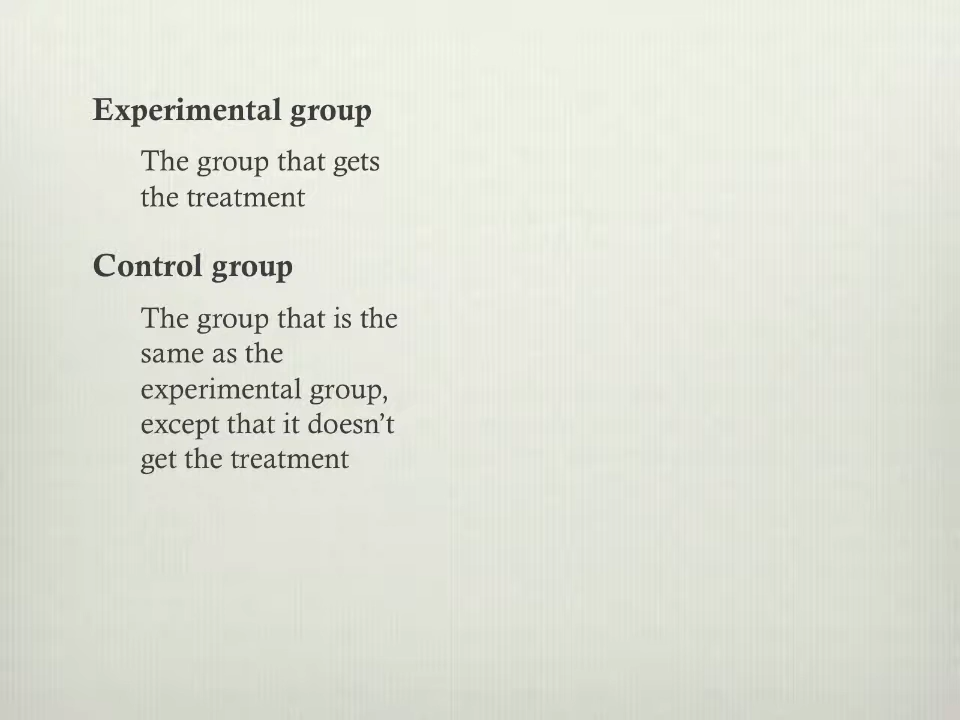 Experimental group
The group that gets
the treatment
Control group
The group that is the
same as the
experimental group,
except that it doesn’t
get the treatment